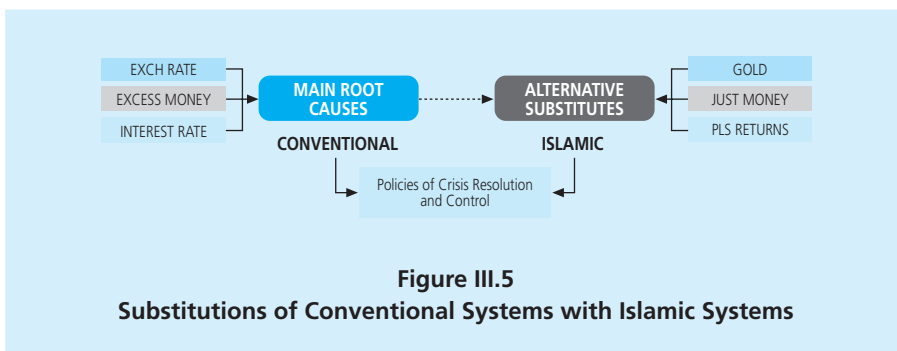 EXCH RATE
EXCESS MONEY
INTEREST RATE
MAIN ROOT
CAUSES
CONVENTIONAL
ALTERNATIVE
SUBSTITUTES
ISLAMIC
GOLD
JUST MONEY
PLS RETURNS
Policies of Crisis Resolution
and Control
Figure III.5
Substitutions of Conventional Systems with Islamic Systems